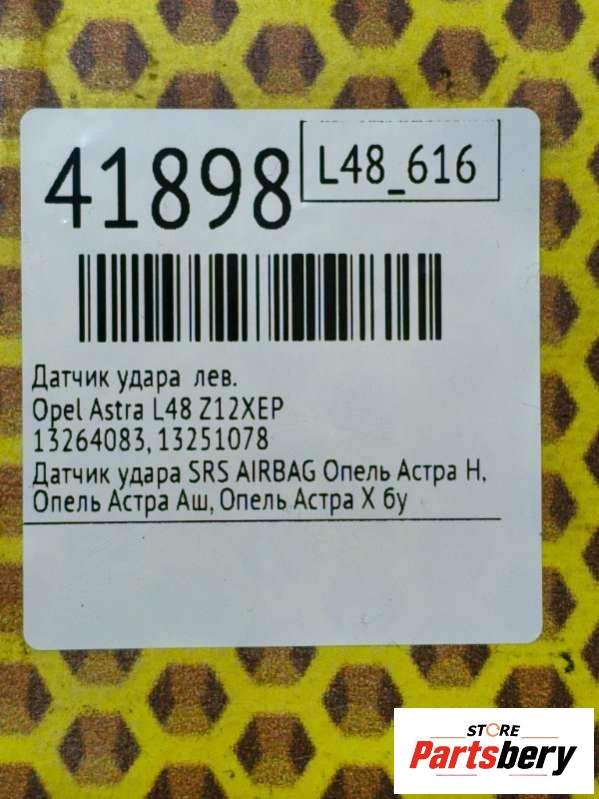 41898
L48_616
Датчик удара лев.
Opel Astra L48 Z12XEP
13264083, 13251078
Датчик удара SRS AIRBAG Опель Астра Н,
Опель Астра Аш, Опель Астра Х бу
STORE
Partsbery